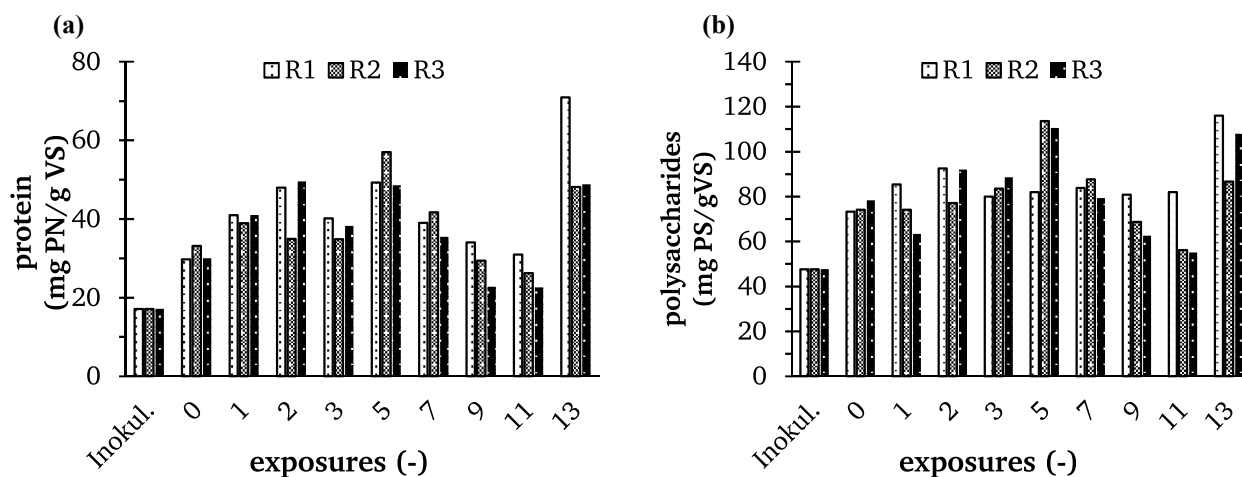 (a)
80
60
40
20
0
protein
(mg PN/g VS)
R1 R2 R3
Inokul. 0 1 2 3 5 7 9 11 13
exposures (-)
(b)
140
120
100
80
60
40
20
0
polysaccharides
(mg PS/gVS)
R1 R2 R3
Inokul. 0 1 2 3 5 7 9 11 13
exposures (-)